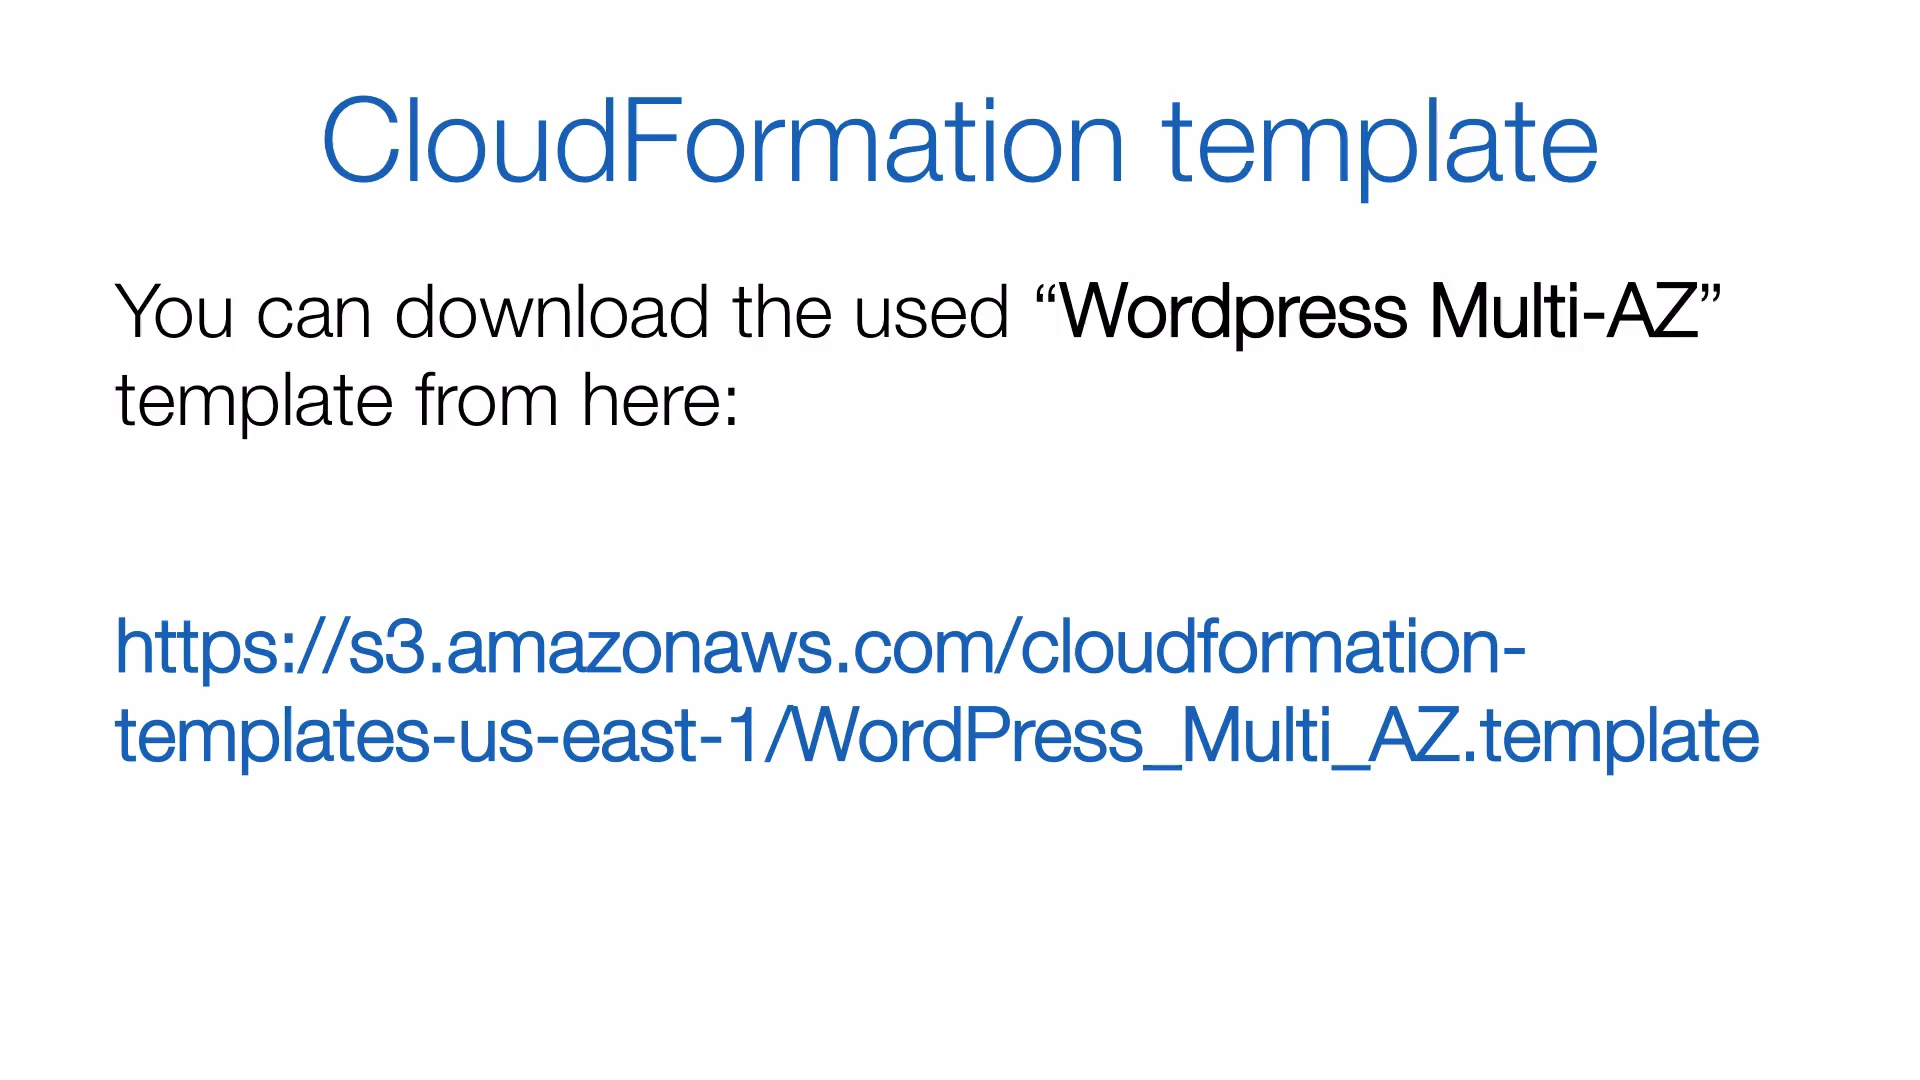 CloudFormation template
You can download the used “Wordpress Multi-AZ”
template from here:
https://s3.amazonaws.com/cloudformation-
templates-us-east-1/WordPress_Multi_AZ.template